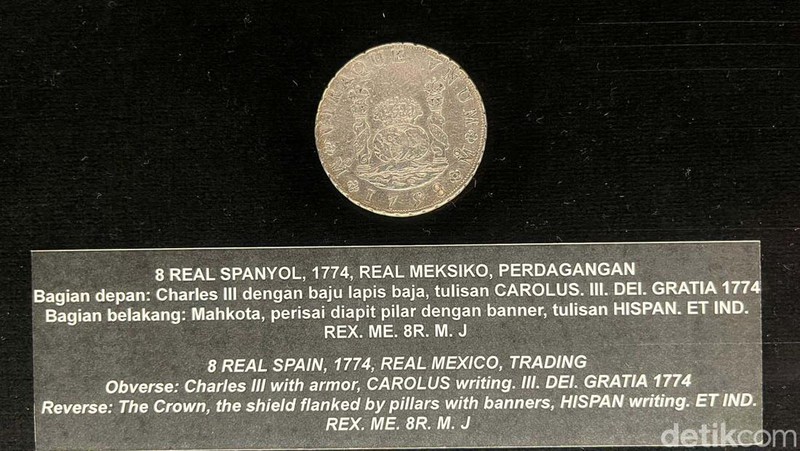 VTRAQUE VNUM
8 REAL SPANYOL, 1774, REAL MEKSIKO, PERDAGANGAN
Bagian depan: Charles III dengan baju lapis baja, tulisan CAROLUS. III. DEI. GRATIA 1774
Bagian belakang: Mahkota, perisai diapit pilar dengan banner, tulisan HISPAN. ET IND.
REX. ME. 8R. M. J
8 REAL SPAIN, 1774, REAL MEXICO, TRADING
Obverse: Charles III with armor, CAROLUS writing. III. DEI. GRATIA 1774
Reverse: The Crown, the shield flanked by pillars with banners, HISPAN writing. ET IND.
REX. ME. 8R. M. J
detikcom